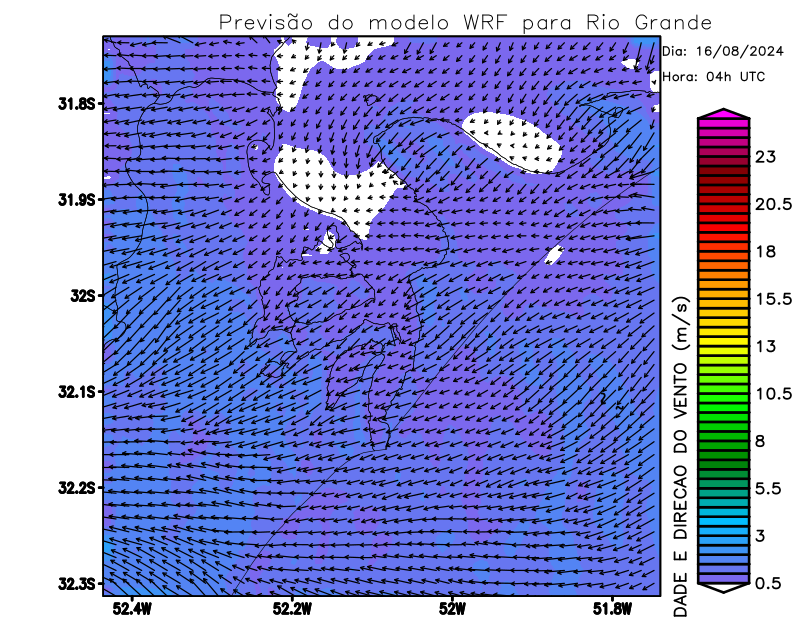 Previsão do modelo WRF para Rio Grande
Dia: 16/08/2024
Hora: 04h UTC
31.8S
31.9S
32S
32.1S
32.2S
32.3S
52.4W
52.2W
52W
51.8W
23
20.5
18
15.5
13
10.5
8
5.5
3
0.5
DADE E DIRECAO DO VENTO (m/s)